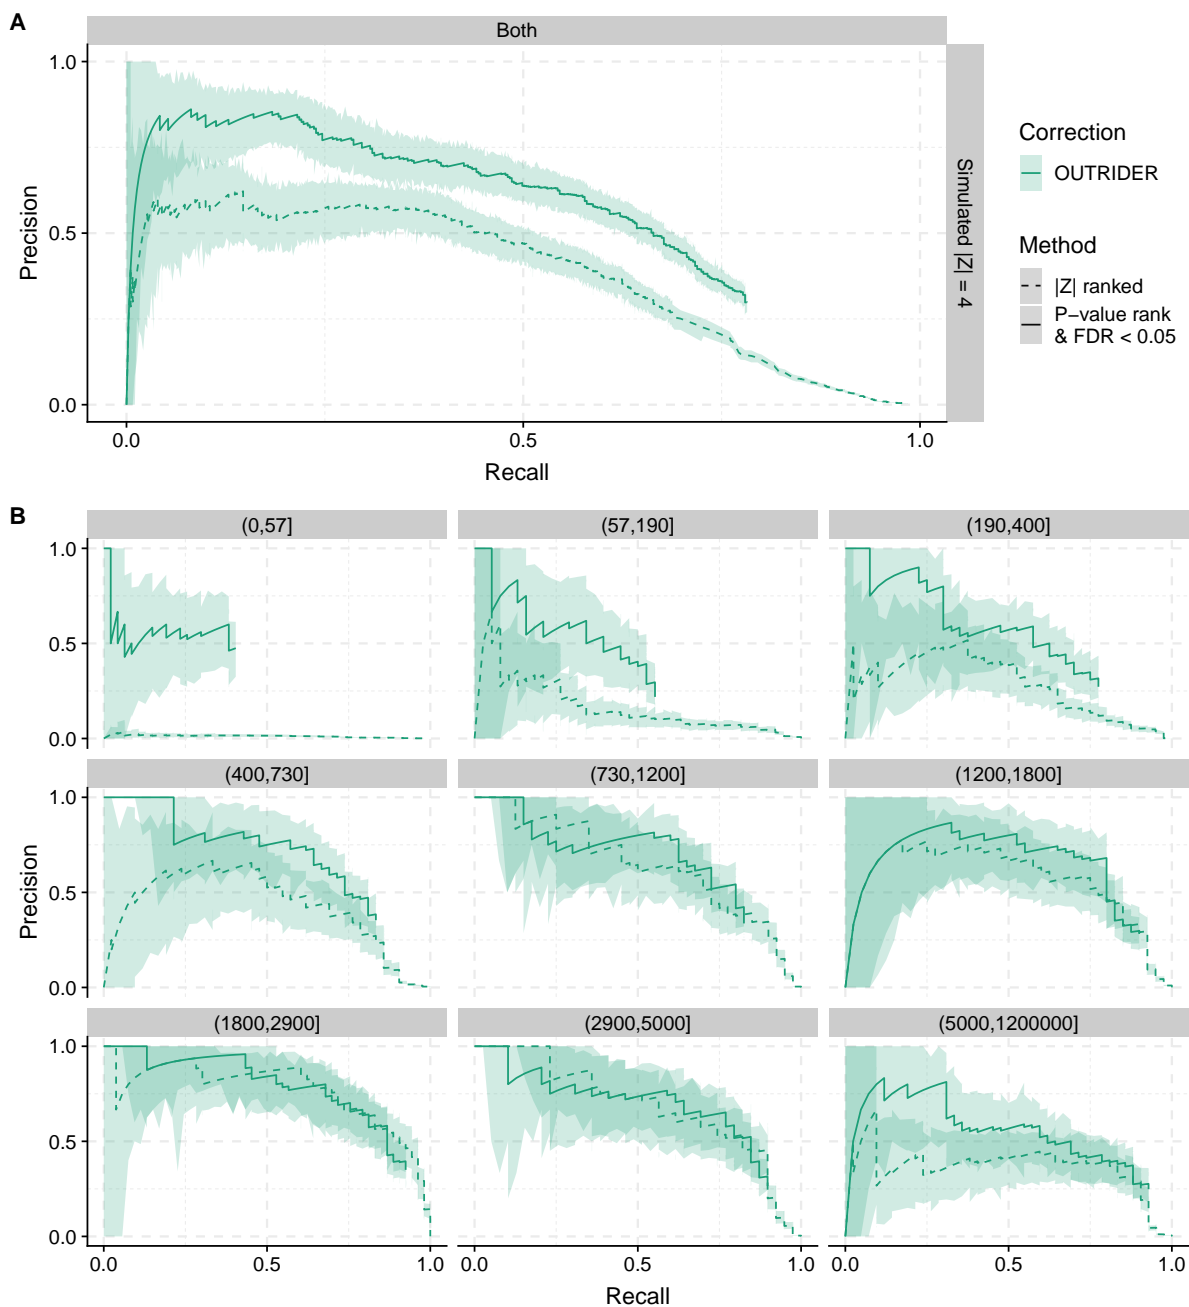 A
Both
1.0
0.5
0.0
Precision
0.0
0.5
1.0
Recall
Simulated |Z| = 4
Correction
OUTRIDER
Method
|Z| ranked
P−value rank
& FDR < 0.05
B
(0,57]
(57,190]
(190,400]
1.0
0.5
0.0
(400,730]
(730,1200]
(1200,1800]
1.0
0.5
0.0
Precision
(1800,2900]
(2900,5000]
(5000,1200000]
1.0
0.5
0.0
0.0
0.5
1.0
0.0
0.5
1.0
0.0
0.5
1.0
Recall